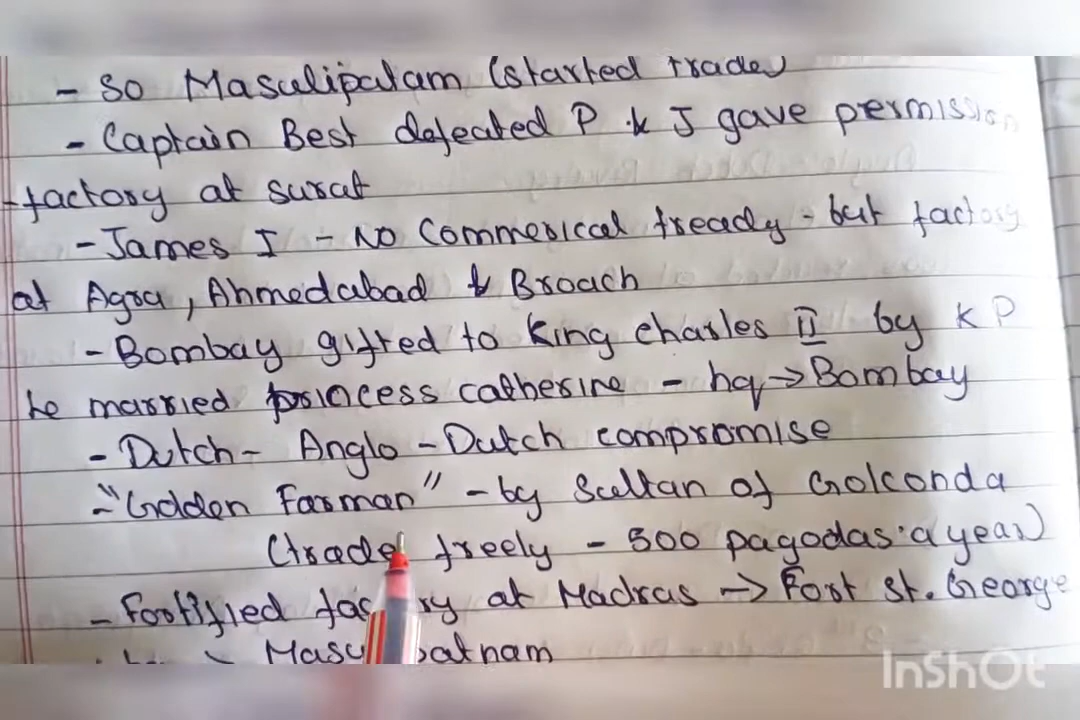 - So Masulipatam (started trade)
- Captain Best defeated P & J gave permission
factory at surat
- James I - No Commerical tready - but factory
at Agra, Ahmedabad & Broach
- Bombay gifted to King charles II by K P
he married princess catherine - hq → Bombay
- Dutch - Anglo - Dutch compromise
- "Golden Farman" - by Sultan of Golconda
(trade freely - 500 pagodas a year)
- Fortified factory at Madras → Fort St. George
Masulipatnam
InShOt